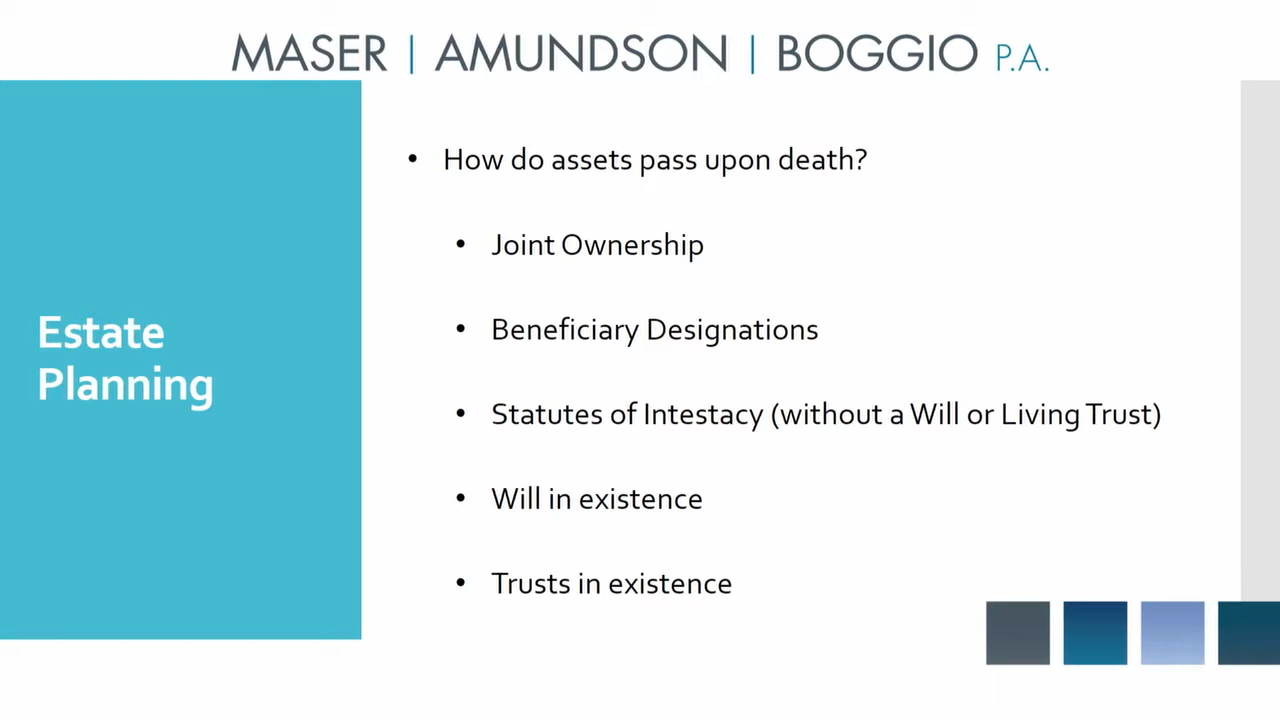 MASER | AMUNDSON | BOGGIO P.A.
Estate
Planning
• How do assets pass upon death?
• Joint Ownership
• Beneficiary Designations
• Statutes of Intestacy (without a Will or Living Trust)
• Will in existence
• Trusts in existence